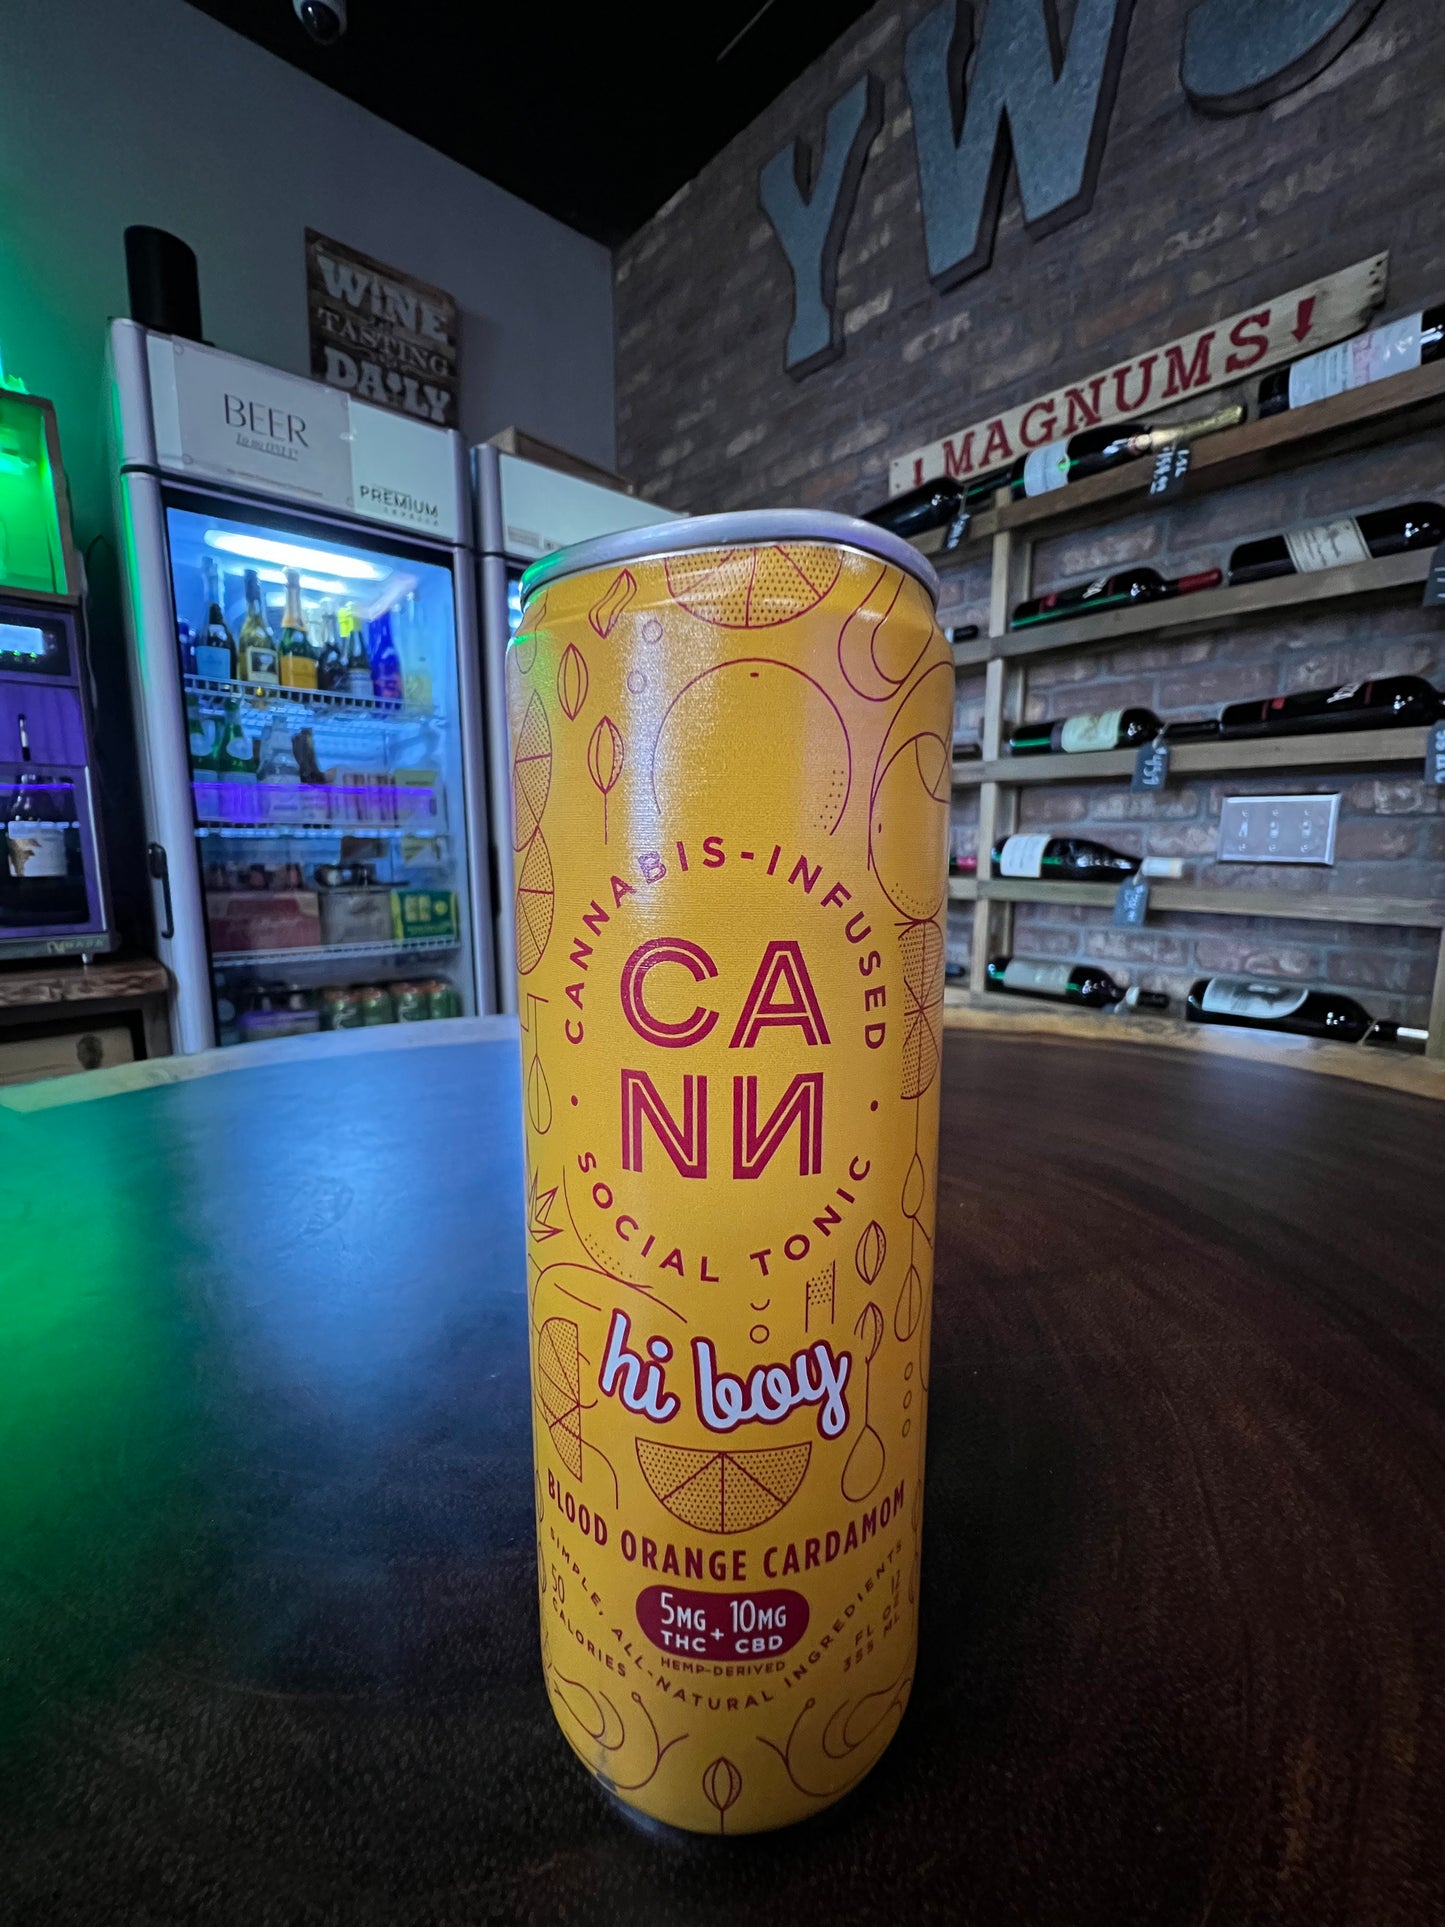 YWS
WINE
TASTING
DAILY
BEER
PREMIUM
! MAGNUMS !
CANNABIS-INFUSED
CA
NN
SOCIAL TONIC
hi boy
BLOOD ORANGE CARDAMOM
5MG THC + 10MG CBD
HEMP-DERIVED
SIMPLE, ALL-NATURAL INGREDIENTS
50
CALORIES
12
FL OZ
355 ML